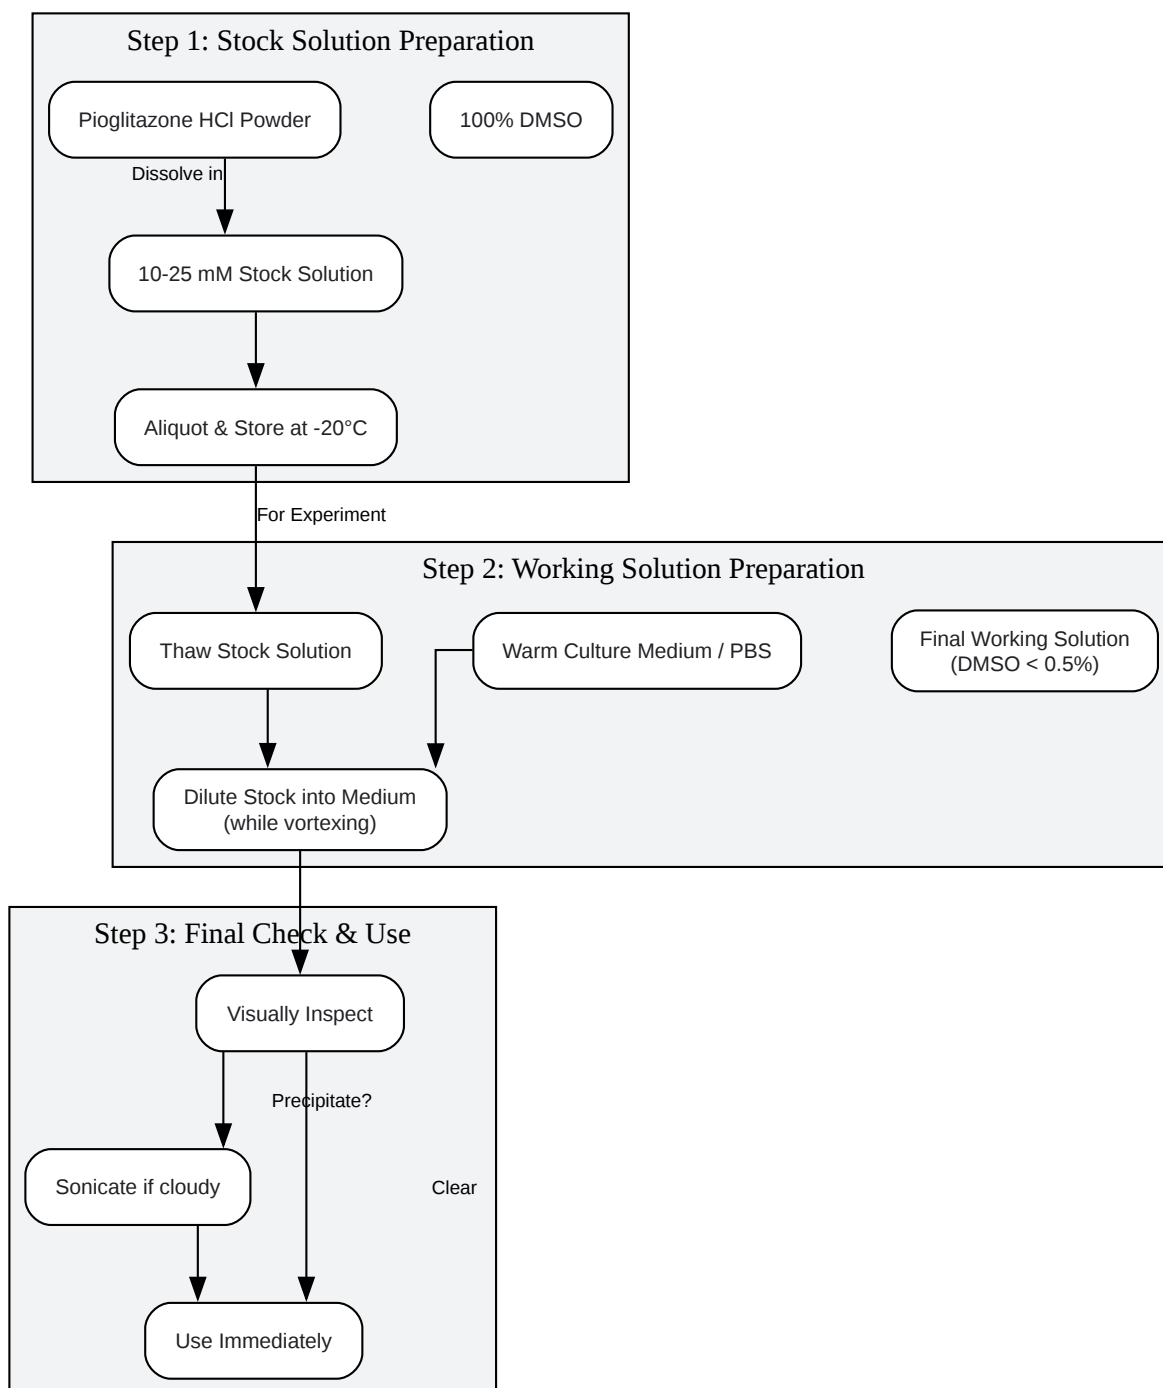 Step 1: Stock Solution Preparation
Pioglitazone HCl Powder
100% DMSO
Dissolve in
10-25 mM Stock Solution
Aliquot & Store at -20°C
For Experiment
Step 2: Working Solution Preparation
Thaw Stock Solution
Warm Culture Medium / PBS
Final Working Solution
(DMSO < 0.5%)
Dilute Stock into Medium
(while vortexing)
Step 3: Final Check & Use
Visually Inspect
Precipitate?
Sonicate if cloudy
Clear
Use Immediately